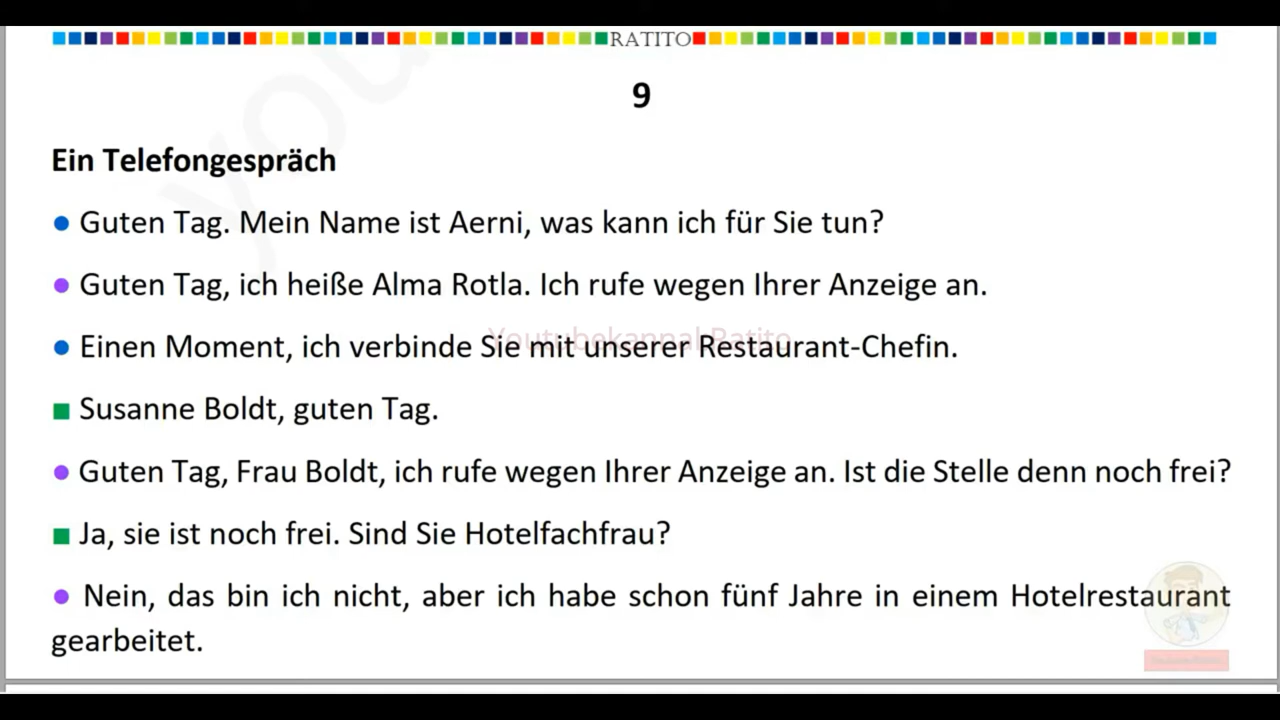 RATITO
9
Ein Telefongespräch
● Guten Tag. Mein Name ist Aerni, was kann ich für Sie tun?
● Guten Tag, ich heiße Alma Rotla. Ich rufe wegen Ihrer Anzeige an.
Youtubekannal Ratito
● Einen Moment, ich verbinde Sie mit unserer Restaurant-Chefin.
■ Susanne Boldt, guten Tag.
● Guten Tag, Frau Boldt, ich rufe wegen Ihrer Anzeige an. Ist die Stelle denn noch frei?
■ Ja, sie ist noch frei. Sind Sie Hotelfachfrau?
● Nein, das bin ich nicht, aber ich habe schon fünf Jahre in einem Hotelrestaurant
gearbeitet.